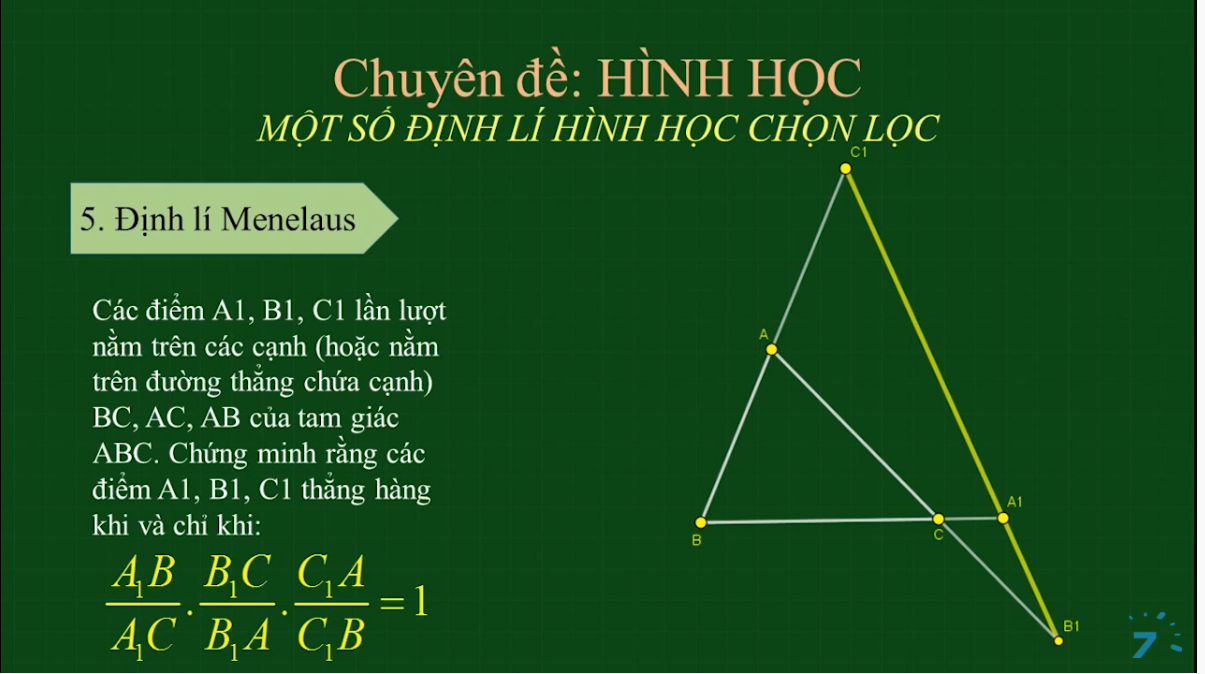 Chuyên đề: HÌNH HỌC
MỘT SỐ ĐỊNH LÍ HÌNH HỌC CHỌN LỌC
5. Định lí Menelaus
Các điểm A1, B1, C1 lần lượt
nằm trên các cạnh (hoặc nằm
trên đường thẳng chứa cạnh)
BC, AC, AB của tam giác
ABC. Chứng minh rằng các
điểm A1, B1, C1 thẳng hàng
khi và chỉ khi:
A₁B/A₁C . B₁C/B₁A . C₁A/C₁B = 1
C1
A
A1
B
C
B1
7